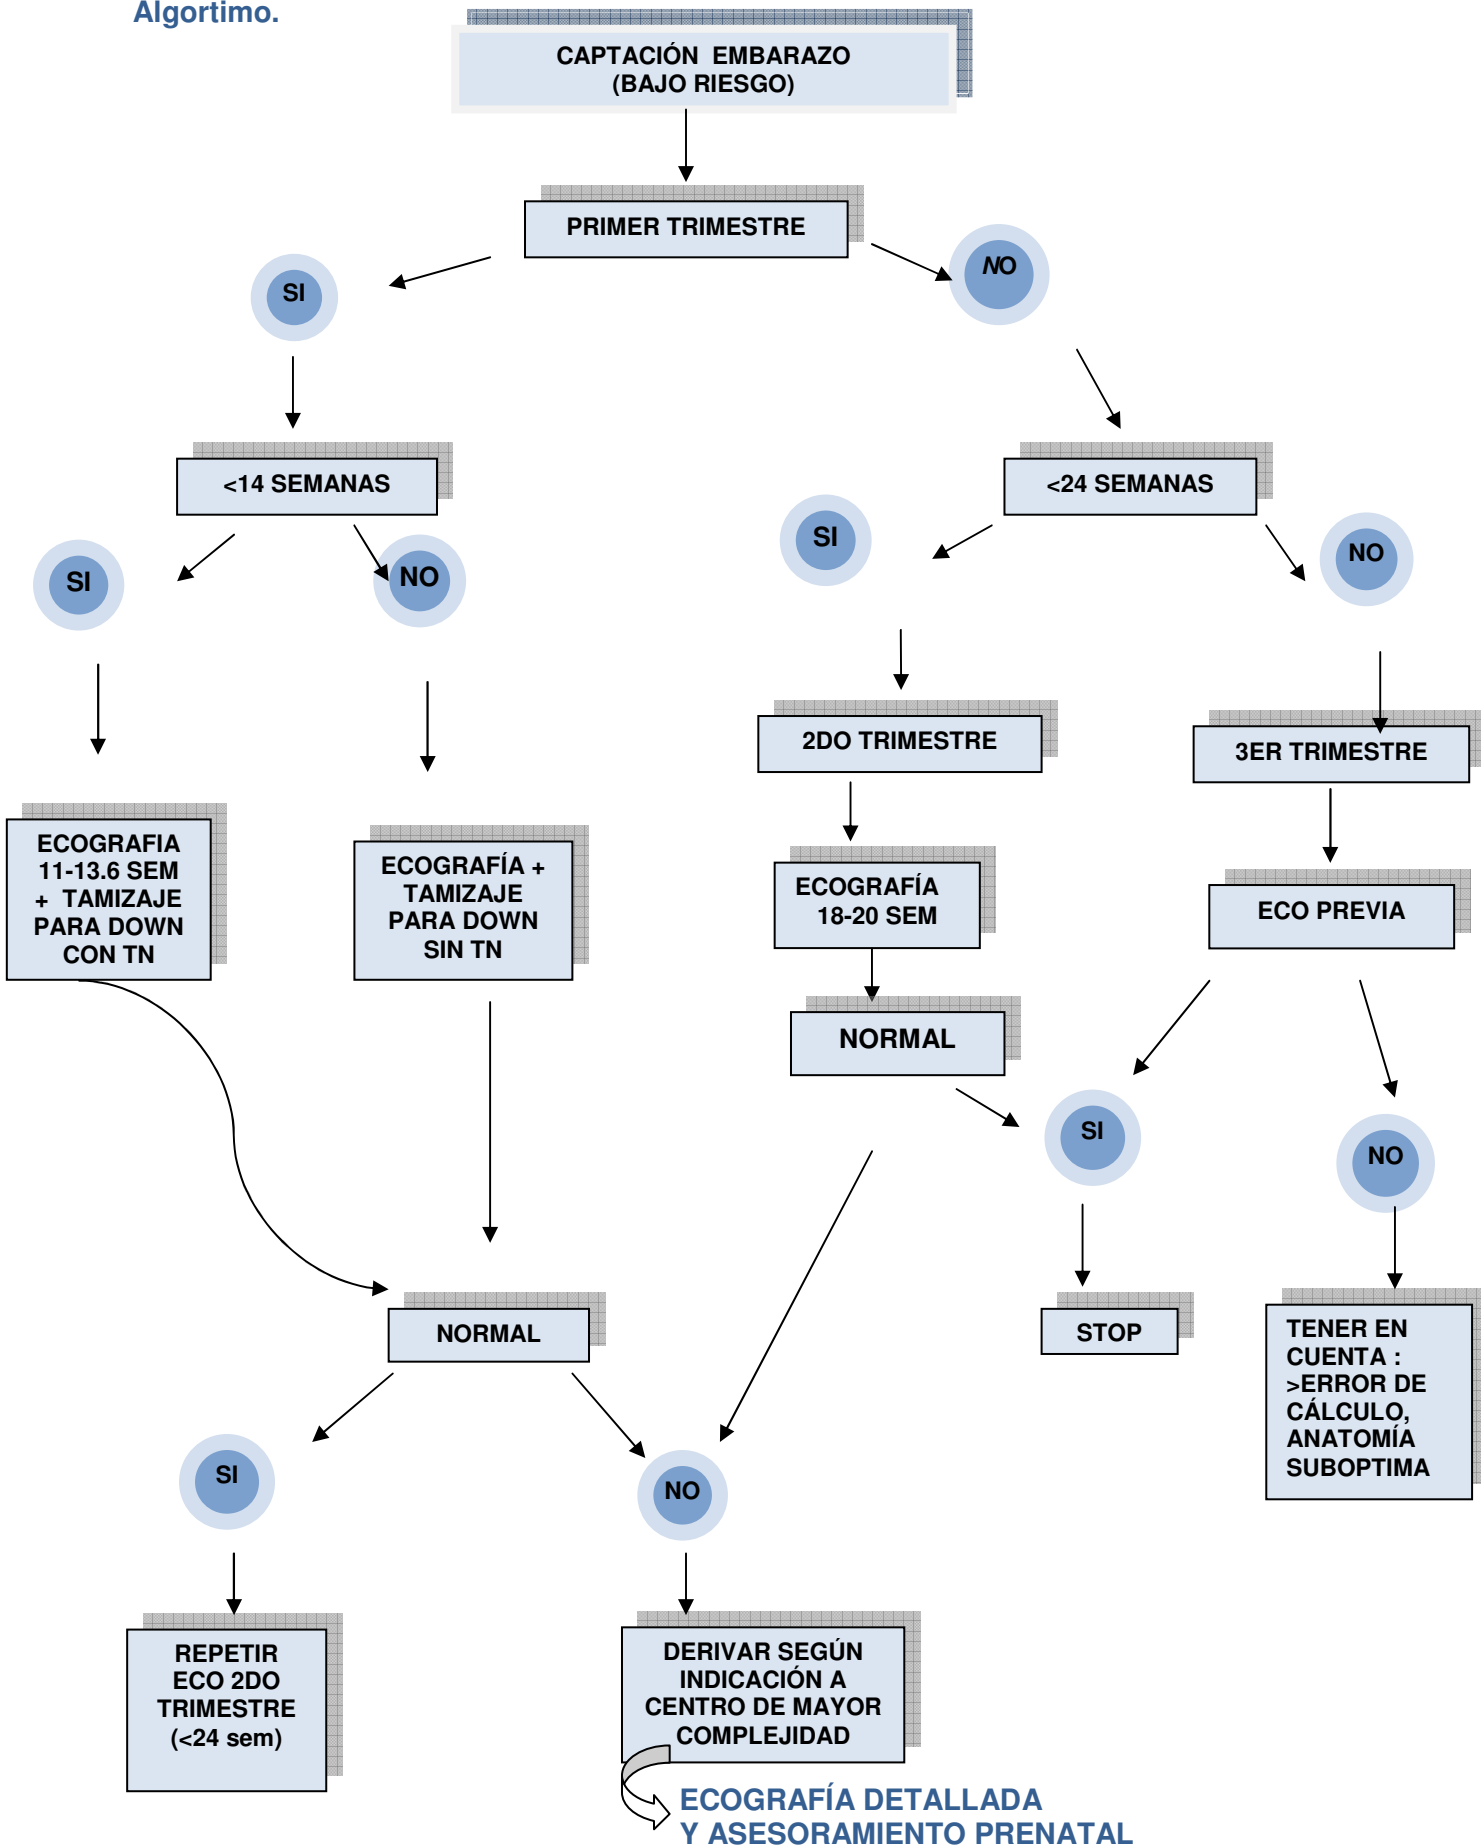 Algortimo.
CAPTACIÓN EMBARAZO
(BAJO RIESGO)
PRIMER TRIMESTRE
SI
NO
<14 SEMANAS
<24 SEMANAS
SI
NO
SI
NO
2DO TRIMESTRE
3ER TRIMESTRE
ECOGRAFIA
11-13.6 SEM
+ TAMIZAJE
PARA DOWN
CON TN
ECOGRAFÍA +
TAMIZAJE
PARA DOWN
SIN TN
ECOGRAFÍA
18-20 SEM
ECO PREVIA
NORMAL
SI
NO
NORMAL
STOP
TENER EN
CUENTA :
>ERROR DE
CÁLCULO,
ANATOMÍA
SUBOPTIMA
SI
NO
REPETIR
ECO 2DO
TRIMESTRE
(<24 sem)
DERIVAR SEGÚN
INDICACIÓN A
CENTRO DE MAYOR
COMPLEJIDAD
ECOGRAFÍA DETALLADA
Y ASESORAMIENTO PRENATAL